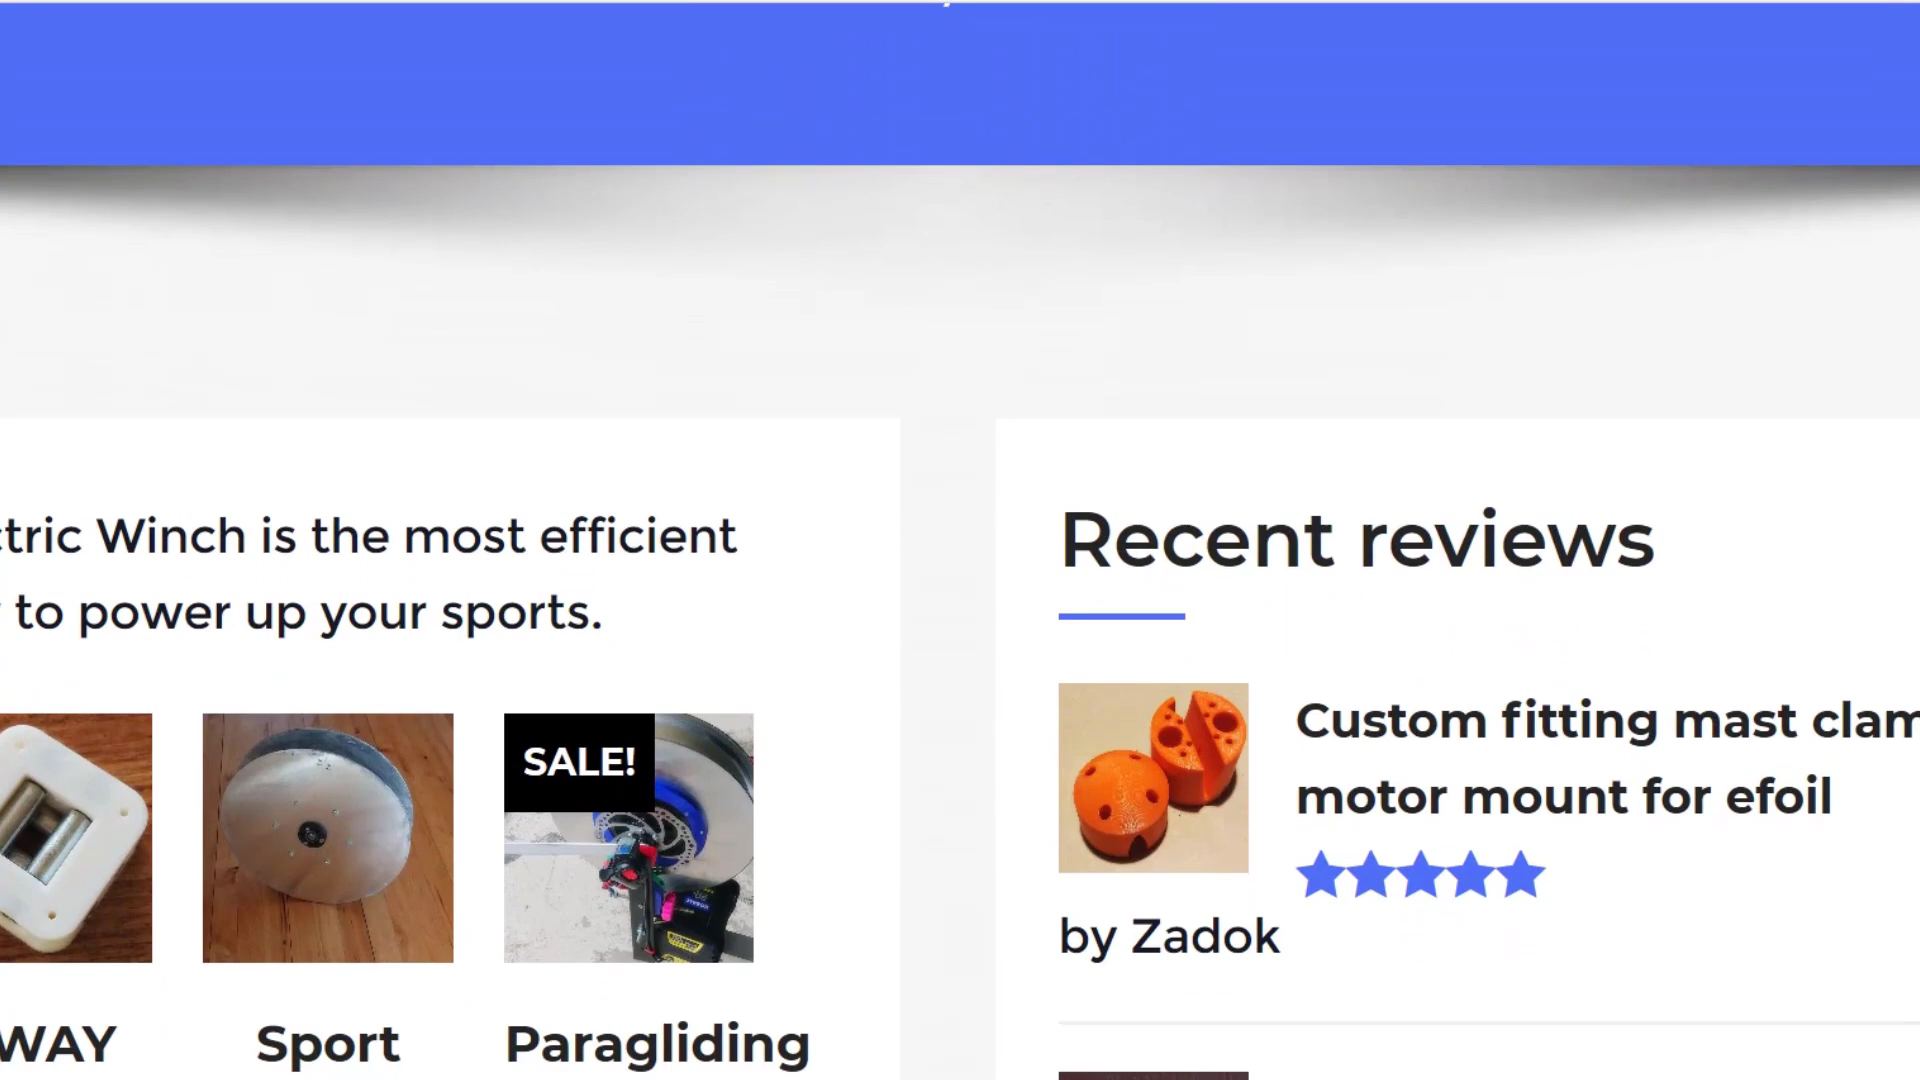 tric Winch is the most efficient
to power up your sports.
SALE!
WAY
Sport
Paragliding
Recent reviews
Custom fitting mast clam
motor mount for efoil
by Zadok